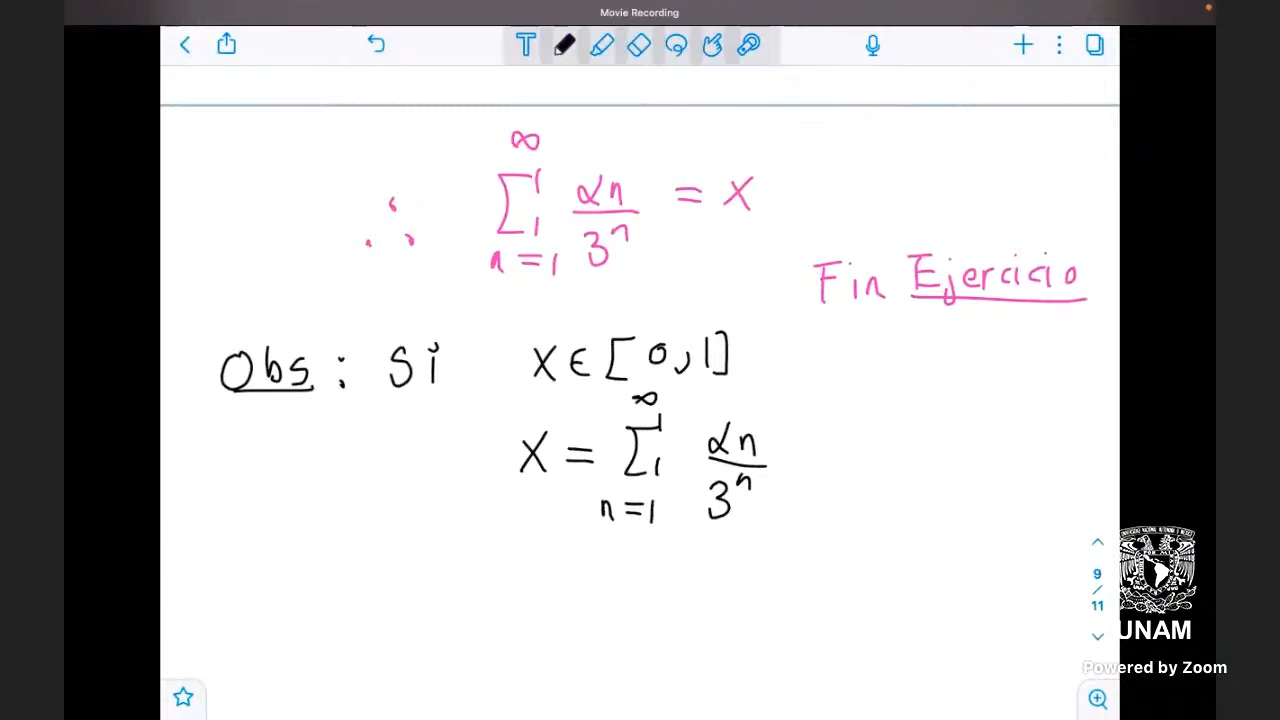 Movie Recording
∴ ∞ Σ n=1 αn/3ⁿ = x
Fin Ejercicio
Obs: Si x ∈ [0,1]
x = ∞ Σ n=1 αn/3ⁿ
9
/
11
UNAM
Powered by Zoom